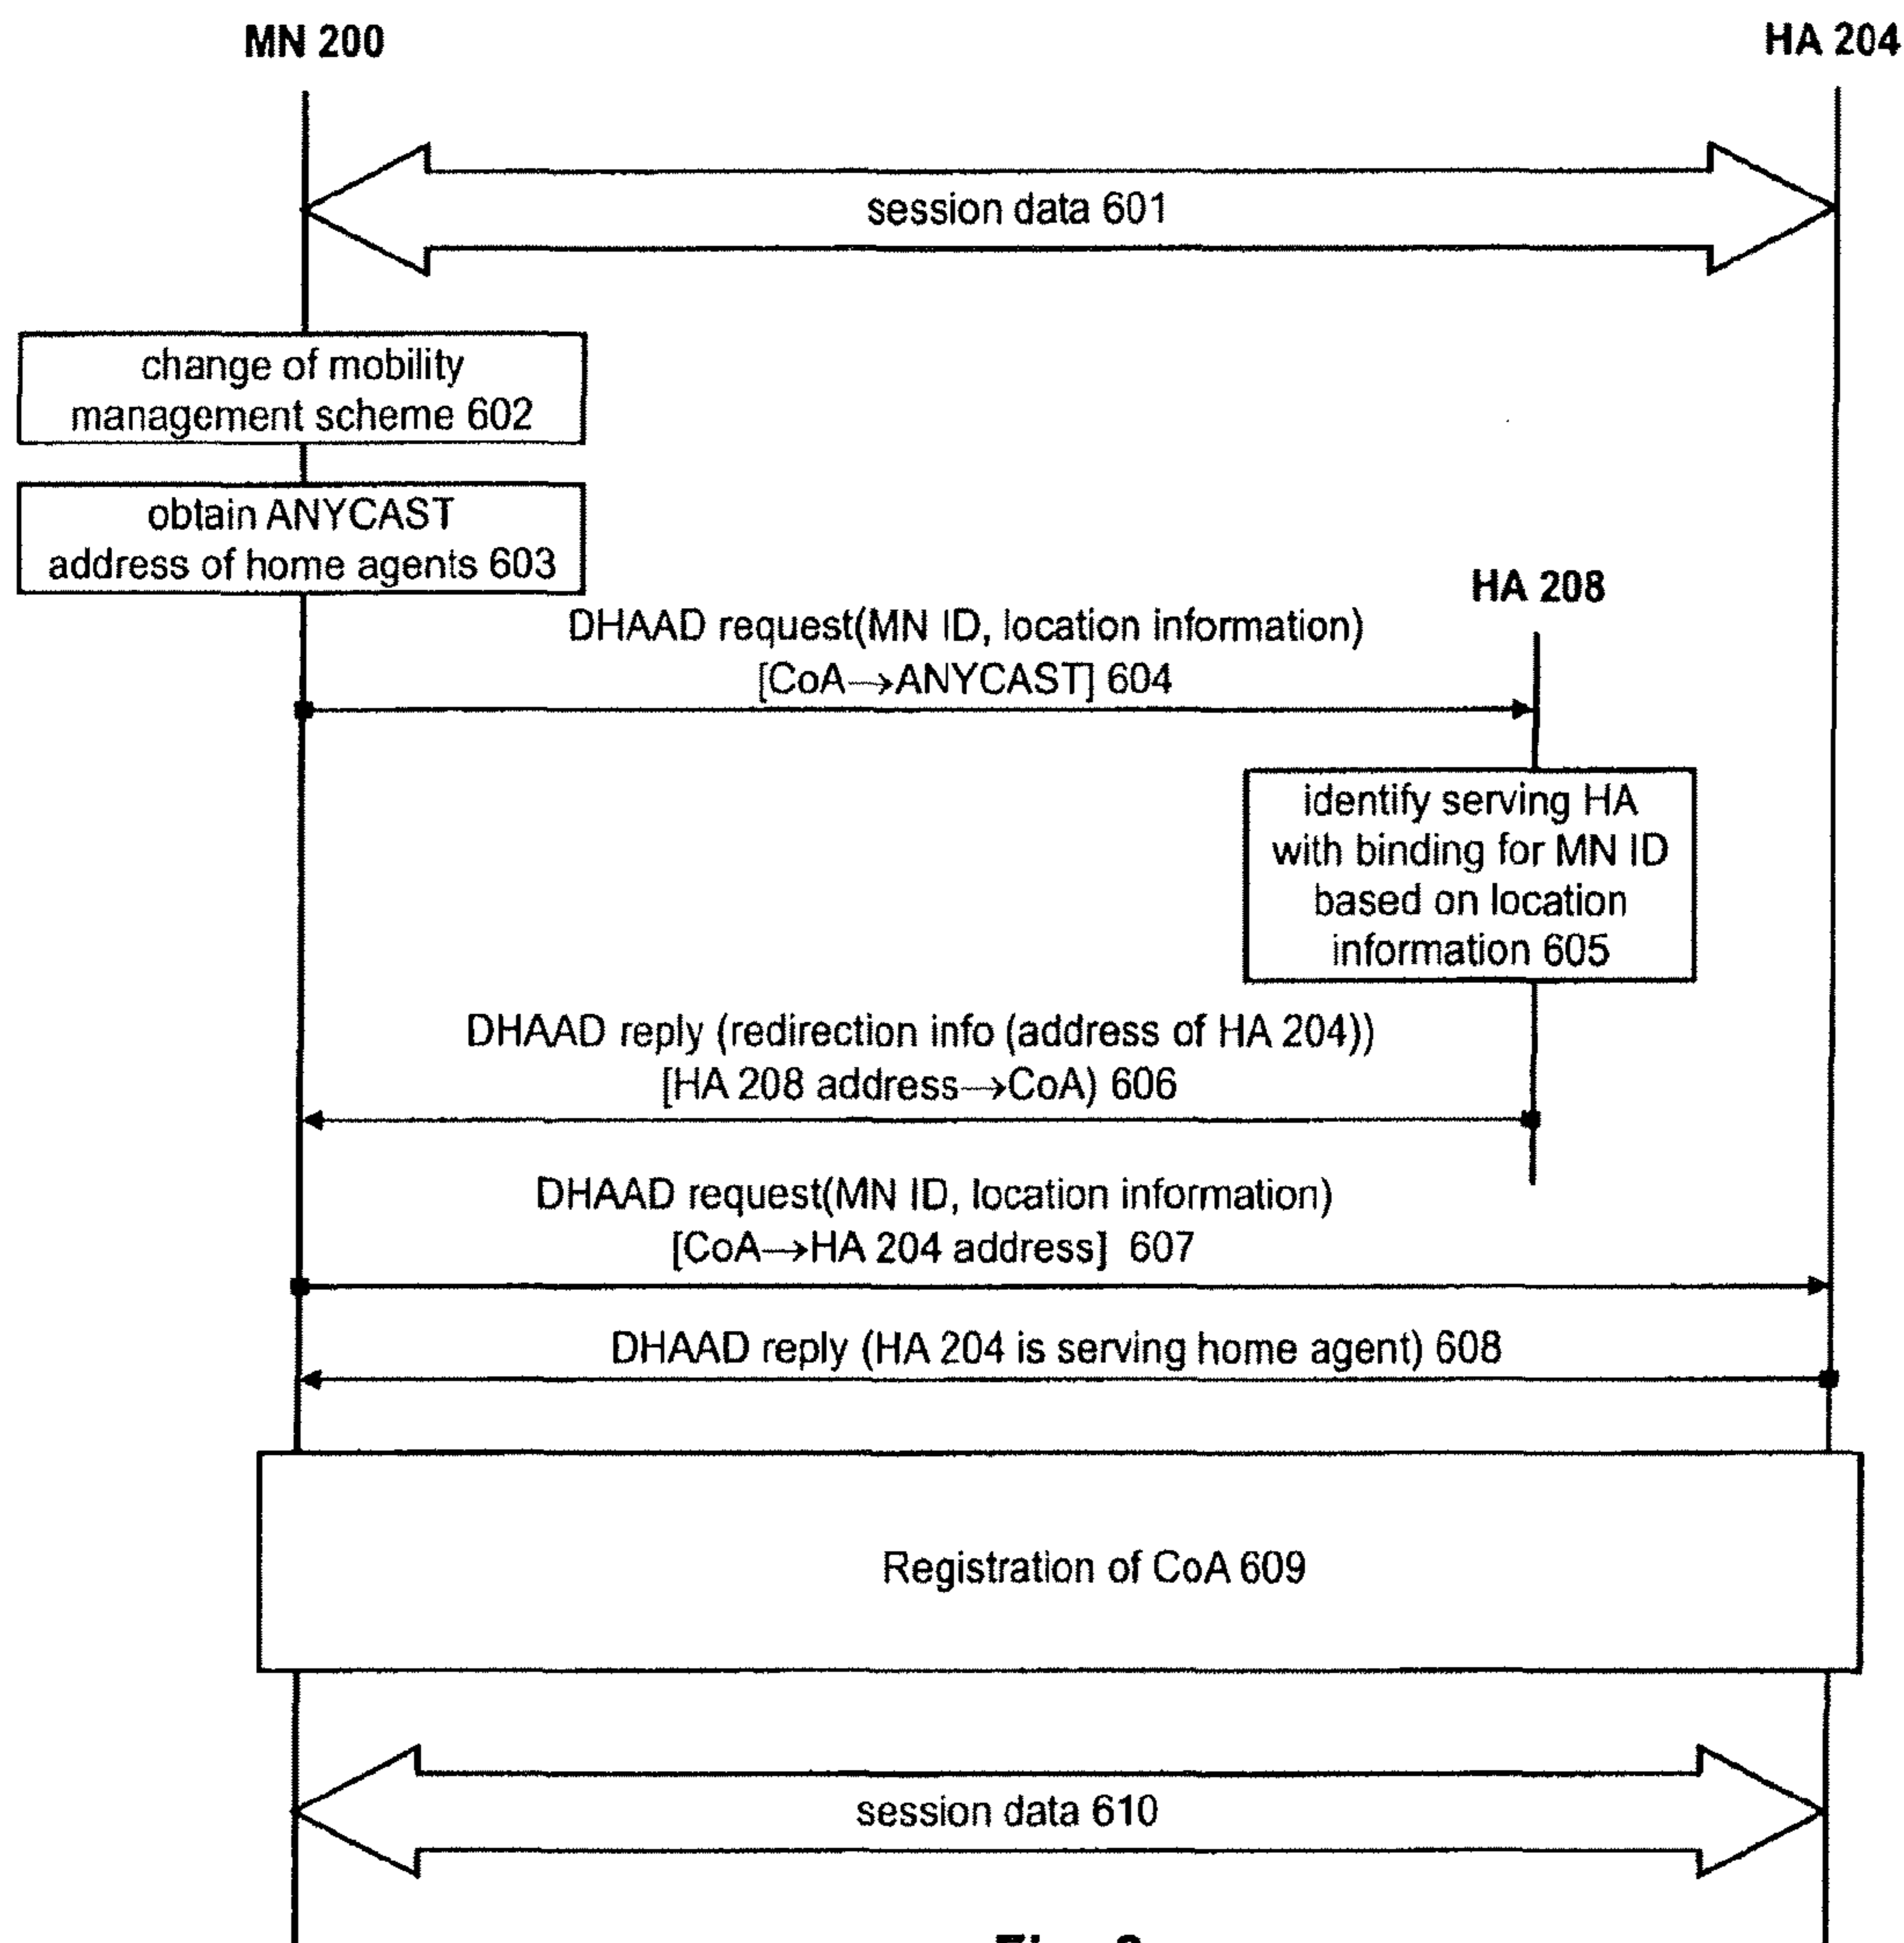 MN 200
HA 204
session data 601
change of mobility
management scheme 602
obtain ANYCAST
address of home agents 603
HA 208
DHAAD request(MN ID, location information)
[CoA→ANYCAST] 604
identify serving HA
with binding for MN ID
based on location
information 605
DHAAD reply (redirection info (address of HA 204))
[HA 208 address→CoA) 606
DHAAD request(MN ID, location information)
[CoA→HA 204 address] 607
DHAAD reply (HA 204 is serving home agent) 608
Registration of CoA 609
session data 610